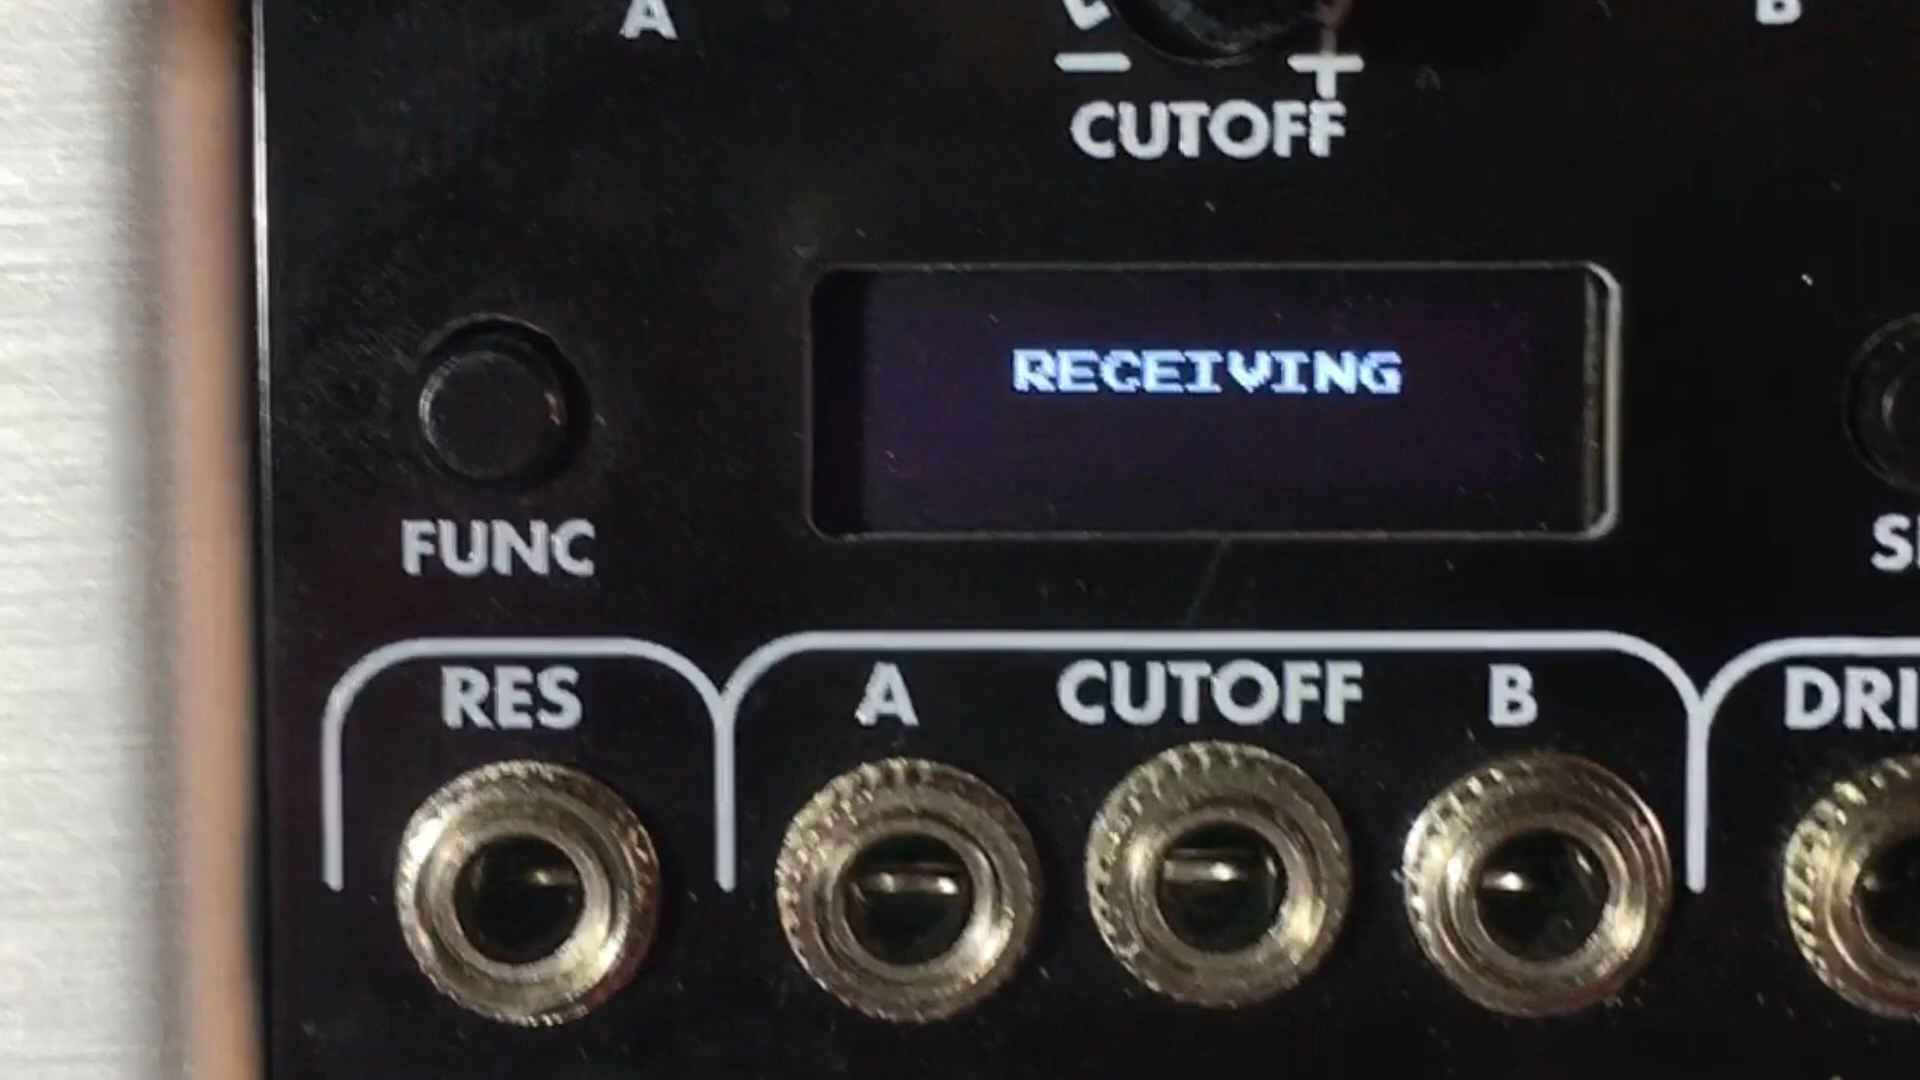 A B
− +
CUTOFF
RECEIVING
FUNC
RES A CUTOFF B